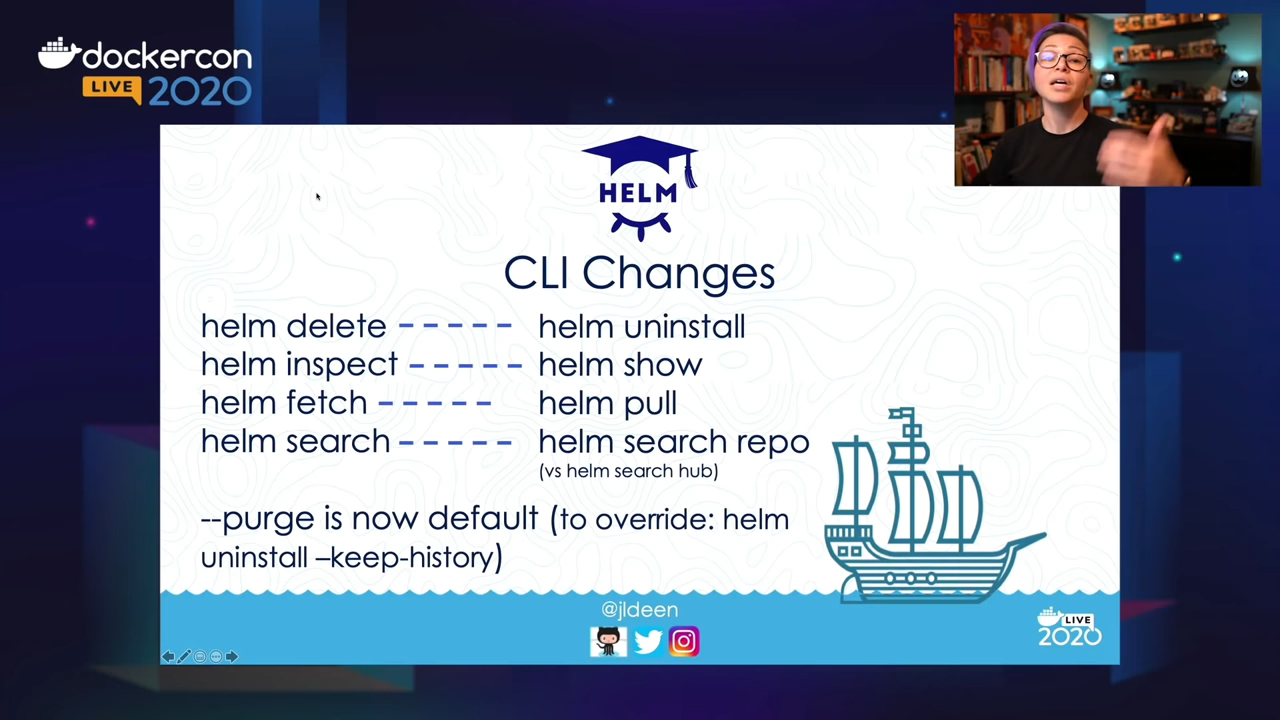 dockercon
LIVE 2020
HELM
CLI Changes
helm delete ----- helm uninstall
helm inspect ----- helm show
helm fetch ----- helm pull
helm search ----- helm search repo
(vs helm search hub)
--purge is now default (to override: helm
uninstall –keep-history)
@jldeen
LIVE
2020